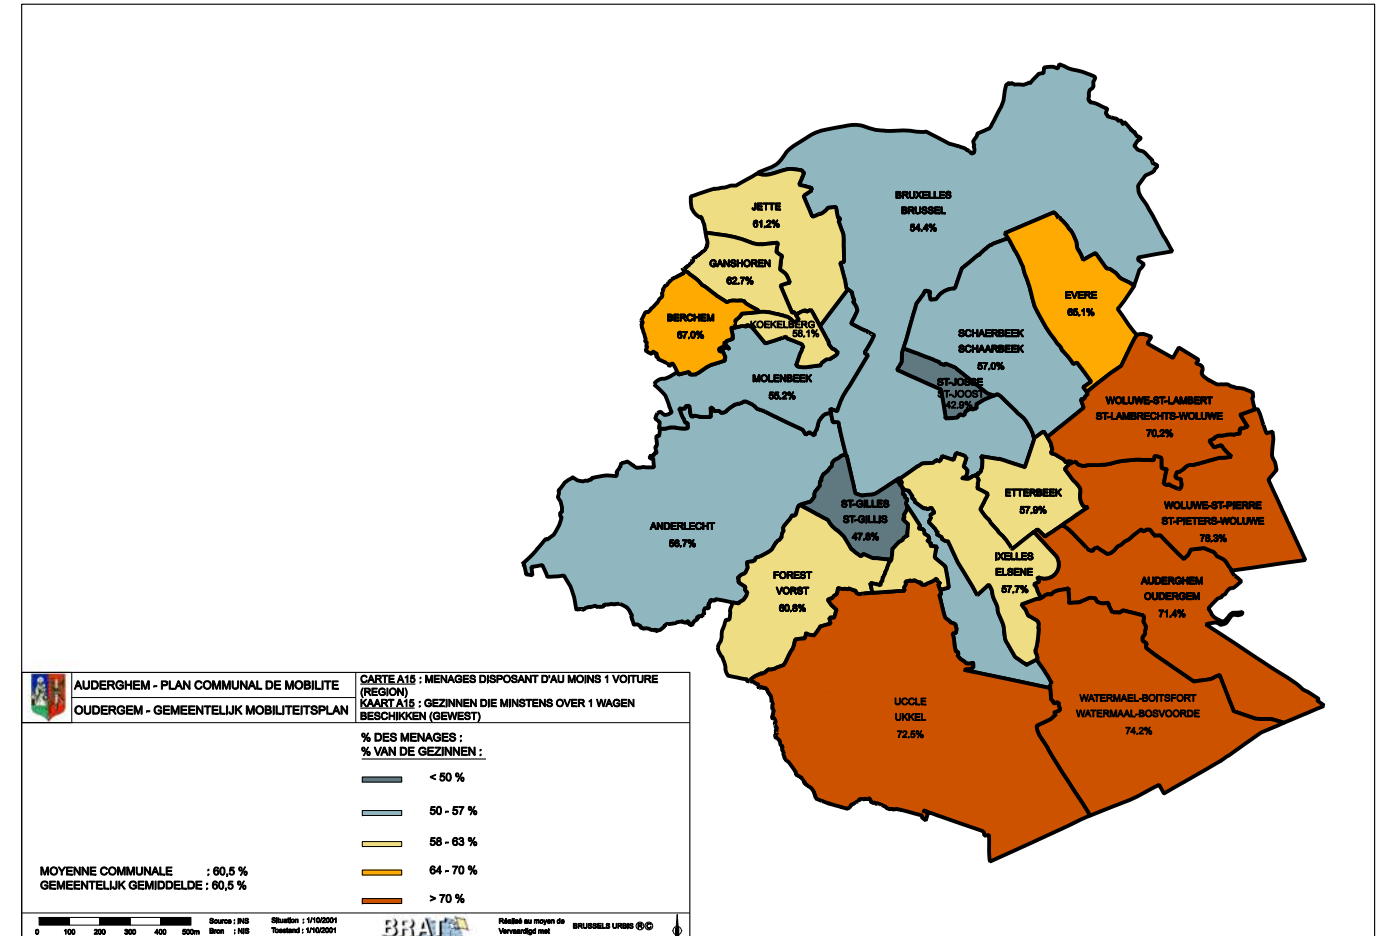 BRUXELLES
BRUSSEL
54.4%
JETTE
61.2%
GANSHOREN
62.7%
EVERE
65,1%
BERCHEM
67.0%
KOEKELBERG
58,1%
SCHAERBEEK
SCHAARBEEK
57.0%
MOLENBEEK
55.2%
ST-JOSSE
ST-JOOST
42.9%
WOLUWE-ST-LAMBERT
ST-LAMBRECHTS-WOLUWE
70,2%
ETTERBEEK
57,9%
ST-GILLES
ST-GILLIS
WOLUWE-ST-PIERRE
ST-PIETERS-WOLUWE
ANDERLECHT
56.7%
IXELLES
ELSENE
57,7%
FOREST
VORST
AUDERGHEM
OUDERGEM
71.4%
UCCLE
UKKEL
72,5%
WATERMAEL-BOITSFORT
WATERMAAL-BOSVOORDE
74.2%
AUDERGHEM - PLAN COMMUNAL DE MOBILITE
OUDERGEM - GEMEENTELIJK MOBILITEITSPLAN
CARTE A15 : MENAGES DISPOSANT D'AU MOINS 1 VOITURE
(REGION)
KAART A15 : GEZINNEN DIE MINSTENS OVER 1 WAGEN
BESCHIKKEN (GEWEST)
% DES MENAGES :
% VAN DE GEZINNEN :
< 50 %
50 - 57 %
58 - 63 %
64 - 70 %
> 70 %
MOYENNE COMMUNALE : 60,5 %
GEMEENTELIJK GEMIDDELDE : 60,5 %
0 100 200 300 400 500m
Source : INS
Bron : NIS
Situation : 1/10/2001
Toestand : 1/10/2001
BRAT
Réalisé au moyen de
Vervaardigd met
BRUSSELS URBIS ®©